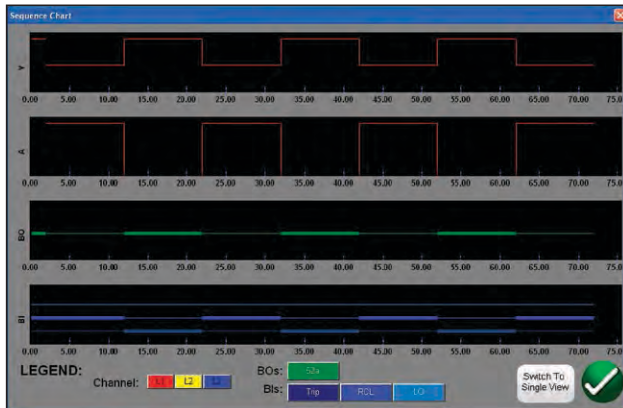 Sequence Chart
V
0.00 5.00 10.00 15.00 20.00 25.00 30.00 35.00 40.00 45.00 50.00 55.00 60.00 65.00 70.00 75.0
A
0.00 5.00 10.00 15.00 20.00 25.00 30.00 35.00 40.00 45.00 50.00 55.00 60.00 65.00 70.00 75.0
BO
0.00 5.00 10.00 15.00 20.00 25.00 30.00 35.00 40.00 45.00 50.00 55.00 60.00 65.00 70.00 75.0
BI
0.00 5.00 10.00 15.00 20.00 25.00 30.00 35.00 40.00 45.00 50.00 55.00 60.00 65.00 70.00 75.0
LEGEND:
Channel: L1 L2 L3
BOs: 52a
BIs: Trip RCL LO
Switch To
Single View